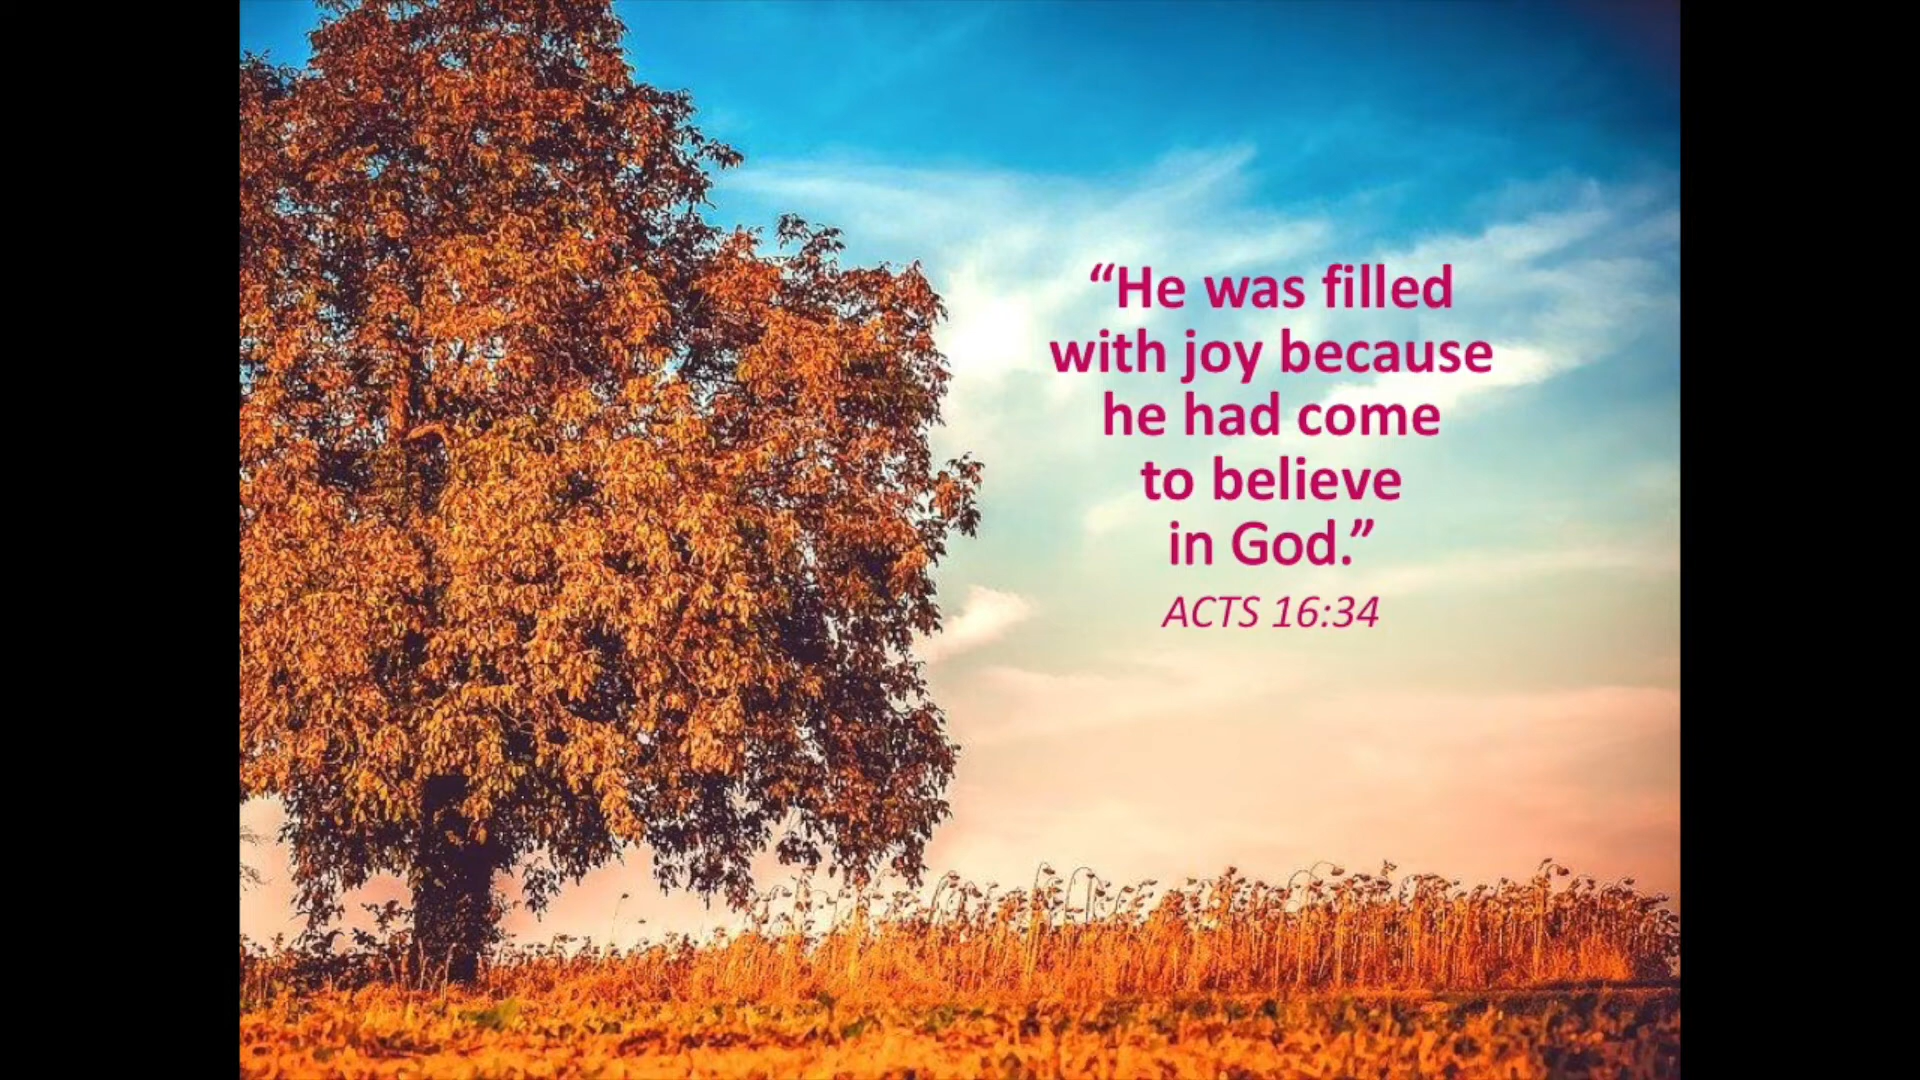 “He was filled
with joy because
he had come
to believe
in God.”
ACTS 16:34